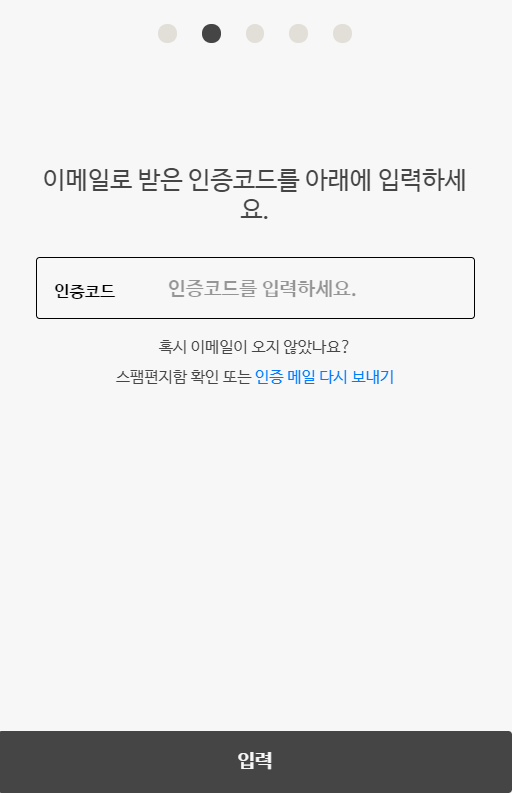 이메일로 받은 인증코드를 아래에 입력하세
요.
인증코드 인증코드를 입력하세요.
혹시 이메일이 오지 않았나요?
스팸편지함 확인 또는 인증 메일 다시 보내기
입력